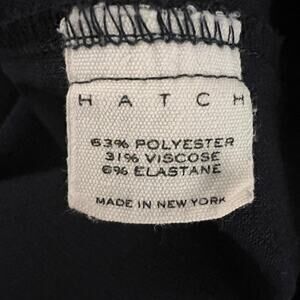 HATCH
63% POLYESTER
31% VISCOSE
6% ELASTANE
MADE IN NEW YORK